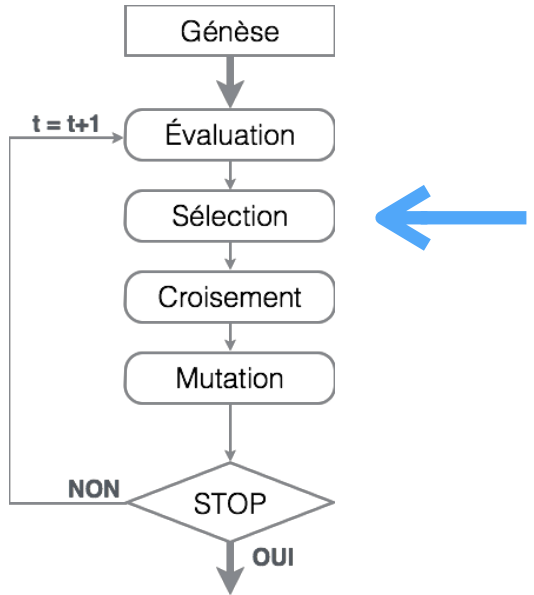 Génèse
t = t+1
Évaluation
Sélection
Croisement
Mutation
NON
STOP
OUI